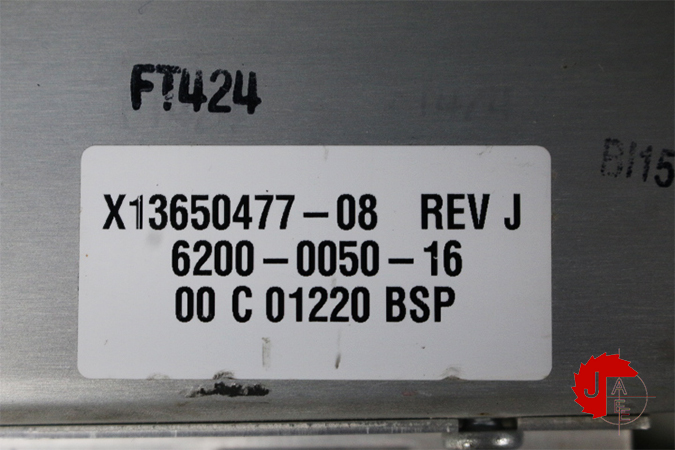 FT424
BI15
X13650477-08 REV J
6200-0050-16
00 C 01220 BSP
J
A
E